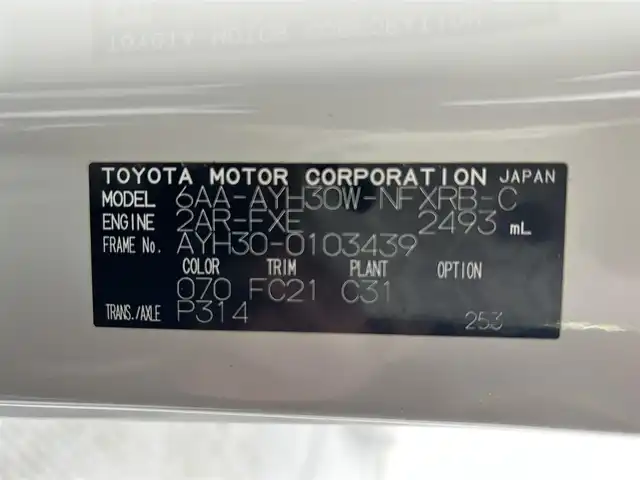 TOYOTA MOTOR CORPORATION JAPAN
MODEL 6AA-AYH30W-NFXRB-C
ENGINE 2AR-FXE 2493 mL
FRAME No. AYH30-0103439
COLOR TRIM PLANT OPTION
070 FC21 C31
TRANS./AXLE P314 253